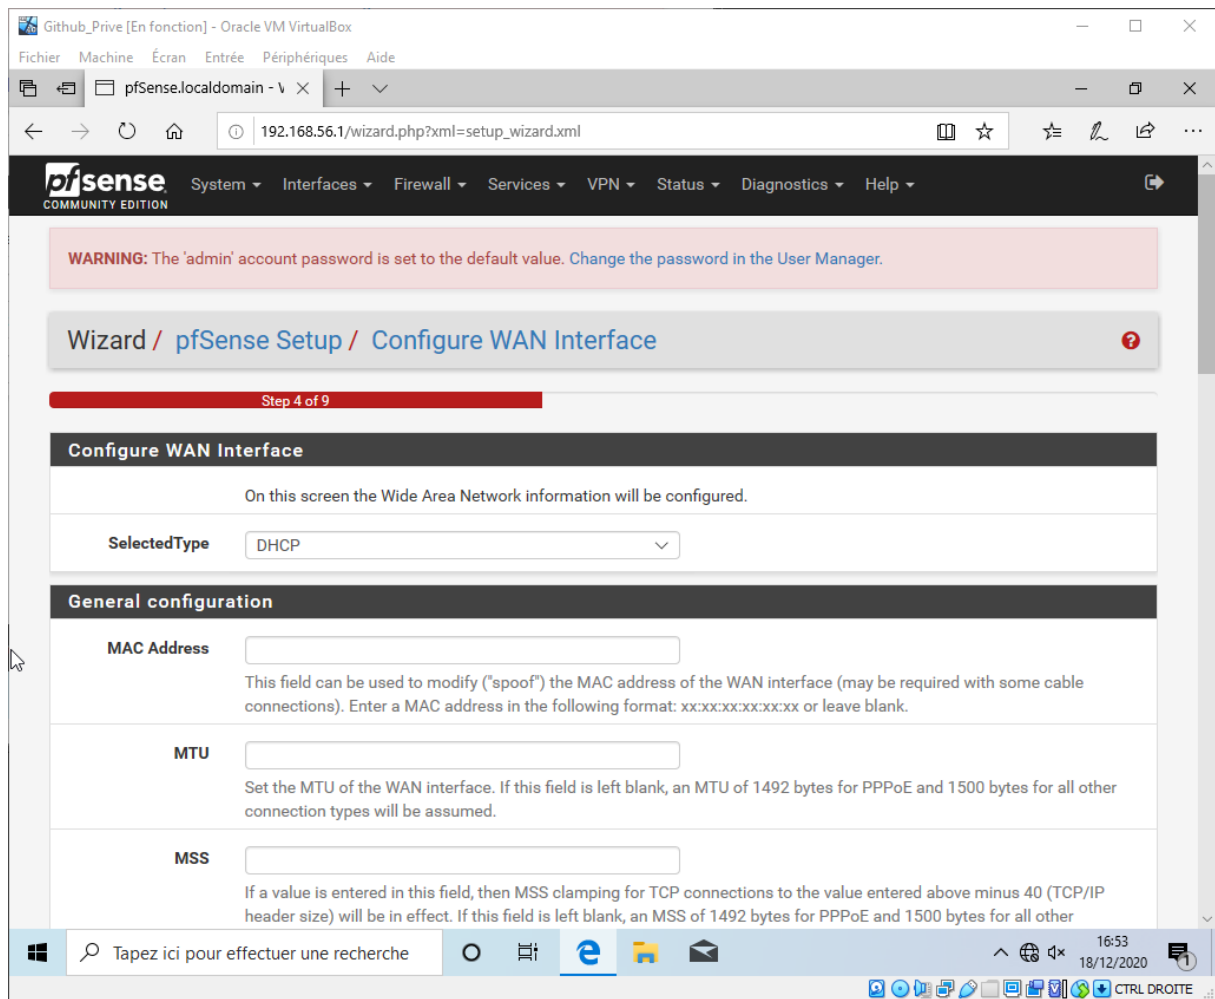 Github_Prive [En fonction] - Oracle VM VirtualBox
Fichier Machine Écran Entrée Périphériques Aide
pfSense.localdomain -
192.168.56.1/wizard.php?xml=setup_wizard.xml
pfsense COMMUNITY EDITION
System Interfaces Firewall Services VPN Status Diagnostics Help
WARNING: The 'admin' account password is set to the default value. Change the password in the User Manager.
Wizard / pfSense Setup / Configure WAN Interface
Step 4 of 9
Configure WAN Interface
On this screen the Wide Area Network information will be configured.
SelectedType DHCP
General configuration
MAC Address
This field can be used to modify ("spoof") the MAC address of the WAN interface (may be required with some cable
connections). Enter a MAC address in the following format: xx:xx:xx:xx:xx:xx or leave blank.
MTU
Set the MTU of the WAN interface. If this field is left blank, an MTU of 1492 bytes for PPPoE and 1500 bytes for all other
connection types will be assumed.
MSS
If a value is entered in this field, then MSS clamping for TCP connections to the value entered above minus 40 (TCP/IP
header size) will be in effect. If this field is left blank, an MSS of 1492 bytes for PPPoE and 1500 bytes for all other
Tapez ici pour effectuer une recherche
16:53
18/12/2020
1
CTRL DROITE